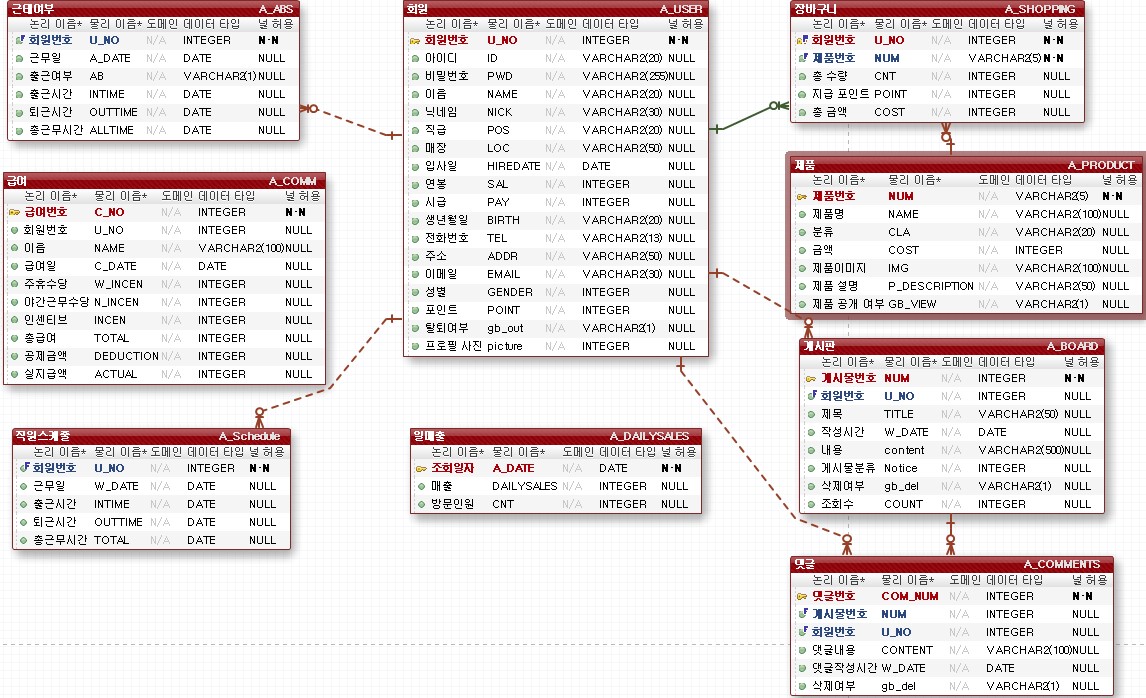 근태여부 A_ABS
논리 이름* 물리 이름* 도메인 데이터 타입 널 허용
회원번호 U_NO N/A INTEGER N-N
근무일 A_DATE N/A DATE NULL
출근여부 AB N/A VARCHAR2(1) NULL
출근시간 INTIME N/A DATE NULL
퇴근시간 OUTTIME N/A DATE NULL
총근무시간 ALLTIME N/A DATE NULL
급여 A_COMM
논리 이름* 물리 이름* 도메인 데이터 타입 널 허용
급여번호 C_NO N/A INTEGER N-N
회원번호 U_NO N/A INTEGER NULL
이름 NAME N/A VARCHAR2(100) NULL
급여일 C_DATE N/A DATE NULL
주휴수당 W_INCEN N/A INTEGER NULL
야간근무수당 N_INCEN N/A INTEGER NULL
인센티브 INCEN N/A INTEGER NULL
총급여 TOTAL N/A INTEGER NULL
공제금액 DEDUCTION N/A INTEGER NULL
실지급액 ACTUAL N/A INTEGER NULL
직원스케줄 A_Schedule
논리 이름* 물리 이름* 도메인 데이터 타입 널 허용
회원번호 U_NO N/A INTEGER N-N
근무일 W_DATE N/A DATE NULL
출근시간 INTIME N/A DATE NULL
퇴근시간 OUTTIME N/A DATE NULL
총근무시간 TOTAL N/A DATE NULL
회원 A_USER
논리 이름* 물리 이름* 도메인 데이터 타입 널 허용
회원번호 U_NO N/A INTEGER N-N
아이디 ID N/A VARCHAR2(20) NULL
비밀번호 PWD N/A VARCHAR2(255) NULL
이름 NAME N/A VARCHAR2(20) NULL
닉네임 NICK N/A VARCHAR2(30) NULL
직급 POS N/A VARCHAR2(20) NULL
매장 LOC N/A VARCHAR2(50) NULL
입사일 HIREDATE N/A DATE NULL
연봉 SAL N/A INTEGER NULL
시급 PAY N/A INTEGER NULL
생년월일 BIRTH N/A VARCHAR2(20) NULL
전화번호 TEL N/A VARCHAR2(13) NULL
주소 ADDR N/A VARCHAR2(50) NULL
이메일 EMAIL N/A VARCHAR2(30) NULL
성별 GENDER N/A INTEGER NULL
포인트 POINT N/A INTEGER NULL
탈퇴여부 gb_out N/A VARCHAR2(1) NULL
프로필 사진 picture N/A INTEGER NULL
일매출 A_DAILYSALES
논리 이름* 물리 이름* 도메인 데이터 타입 널 허용
조회일자 A_DATE N/A DATE N-N
매출 DAILYSALES N/A INTEGER NULL
방문인원 CNT N/A INTEGER NULL
장바구니 A_SHOPPING
논리 이름* 물리 이름* 도메인 데이터 타입 널 허용
회원번호 U_NO N/A INTEGER N-N
제품번호 NUM N/A VARCHAR2(5) N-N
총 수량 CNT N/A INTEGER NULL
지급 포인트 POINT N/A INTEGER NULL
총 금액 COST N/A INTEGER NULL
제품 A_PRODUCT
논리 이름* 물리 이름* 도메인 데이터 타입 널 허용
제품번호 NUM N/A VARCHAR2(5) N-N
제품명 NAME N/A VARCHAR2(100) NULL
분류 CLA N/A VARCHAR2(20) NULL
금액 COST N/A INTEGER NULL
제품이미지 IMG N/A VARCHAR2(100) NULL
제품 설명 P_DESCRIPTION N/A VARCHAR2(50) NULL
제품 공개 여부 GB_VIEW N/A VARCHAR2(1) NULL
게시판 A_BOARD
논리 이름* 물리 이름* 도메인 데이터 타입 널 허용
게시물번호 NUM N/A INTEGER N-N
회원번호 U_NO N/A INTEGER NULL
제목 TITLE N/A VARCHAR2(50) NULL
작성시간 W_DATE N/A DATE NULL
내용 content N/A VARCHAR2(500) NULL
게시물분류 Notice N/A INTEGER NULL
삭제여부 gb_del N/A VARCHAR2(1) NULL
조회수 COUNT N/A INTEGER NULL
댓글 A_COMMENTS
논리 이름* 물리 이름* 도메인 데이터 타입 널 허용
댓글번호 COM_NUM N/A INTEGER N-N
게시물번호 NUM N/A INTEGER NULL
회원번호 U_NO N/A INTEGER NULL
댓글내용 CONTENT N/A VARCHAR2(100) NULL
댓글작성시간 W_DATE N/A DATE NULL
삭제여부 gb_del N/A VARCHAR2(1) NULL